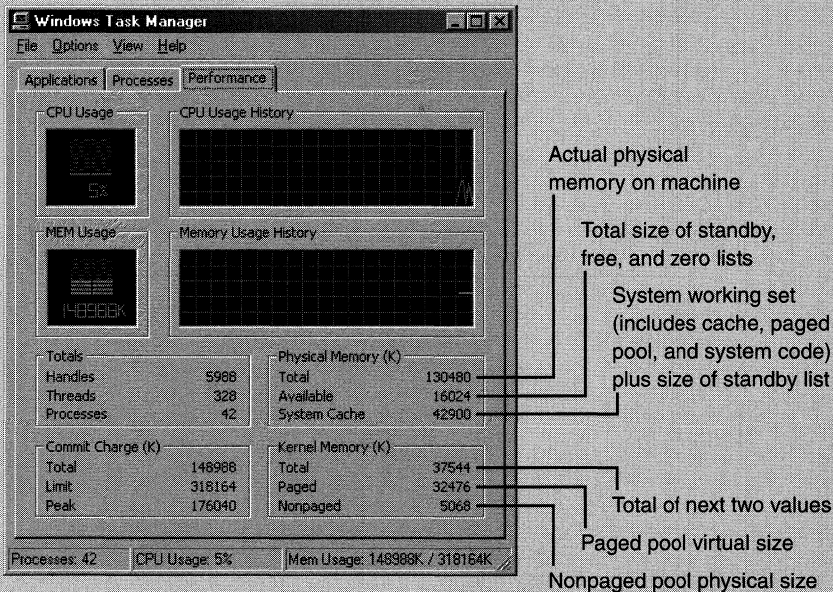 Windows Task Manager
File Options View Help
Applications Processes Performance
CPU Usage
5%
CPU Usage History
MEM Usage
148988K
Memory Usage History
Totals
Handles 5988
Threads 328
Processes 42
Physical Memory (K)
Total 130480
Available 16024
System Cache 42900
Commit Charge (K)
Total 148988
Limit 318164
Peak 176040
Kernel Memory (K)
Total 37544
Paged 32476
Nonpaged 5068
Processes: 42 CPU Usage: 5% Mem Usage: 148988K / 318164K
Actual physical
memory on machine
Total size of standby,
free, and zero lists
System working set
(includes cache, paged
pool, and system code)
plus size of standby list
Total of next two values
Paged pool virtual size
Nonpaged pool physical size